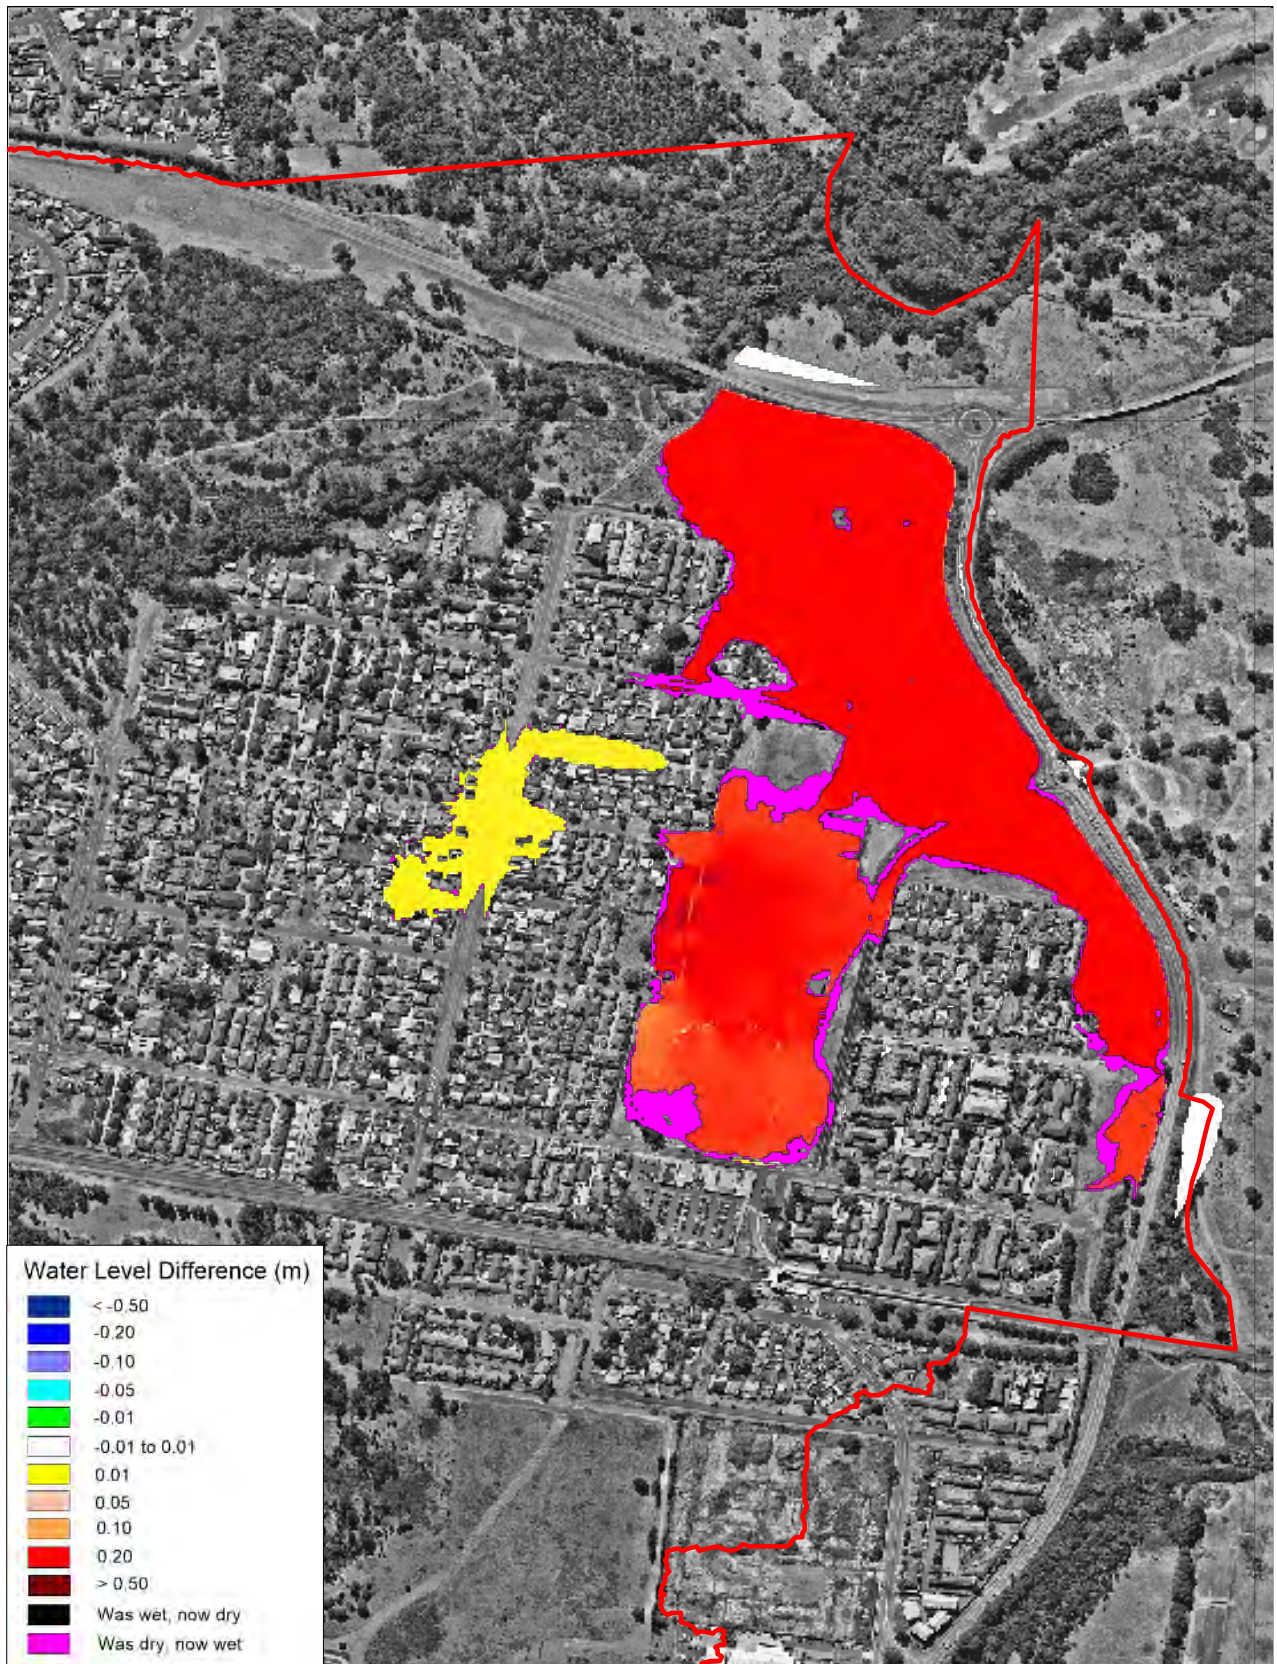 Water Level Difference (m)
< -0.50
-0.20
-0.10
-0.05
-0.01
-0.01 to 0.01
0.01
0.05
0.10
0.20
> 0.50
Was wet, now dry
Was dry, now wet